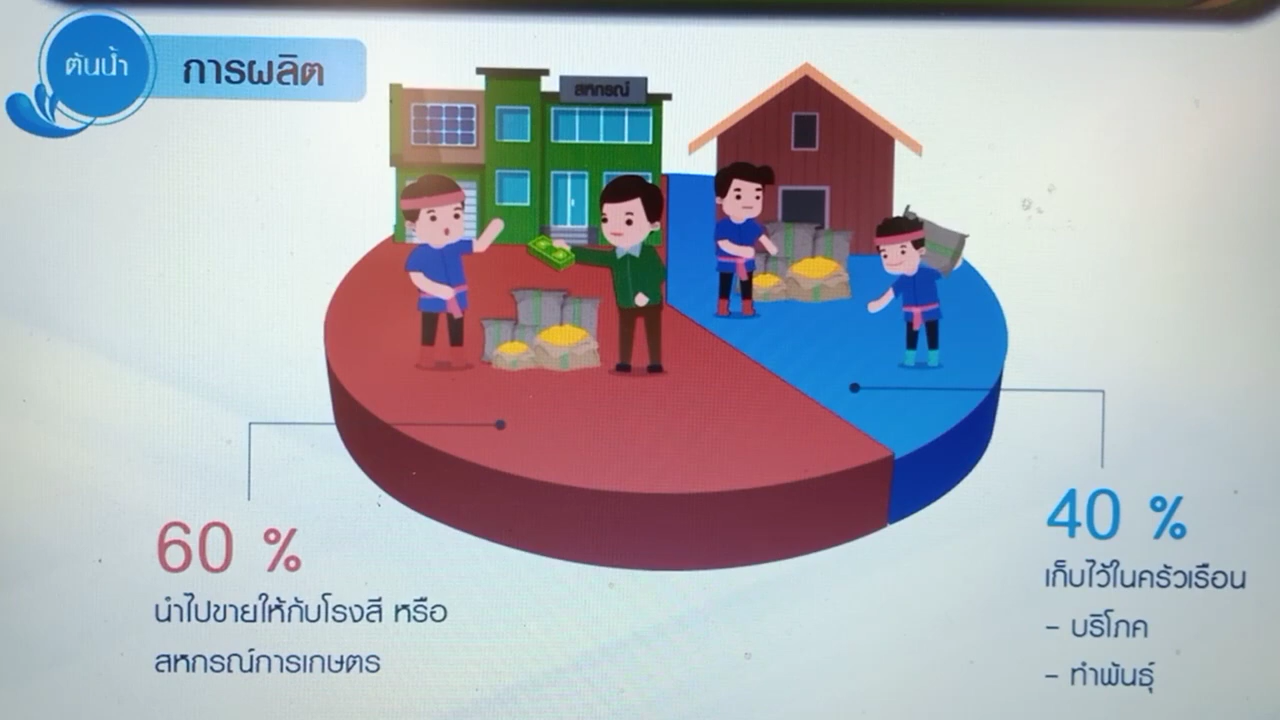 ต้นน้ำ
การผลิต
สหกรณ์
60 %
นำไปขายให้กับโรงสี หรือ
สหกรณ์การเกษตร
40 %
เก็บไว้ในครัวเรือน
- บริโภค
- ทำพันธุ์